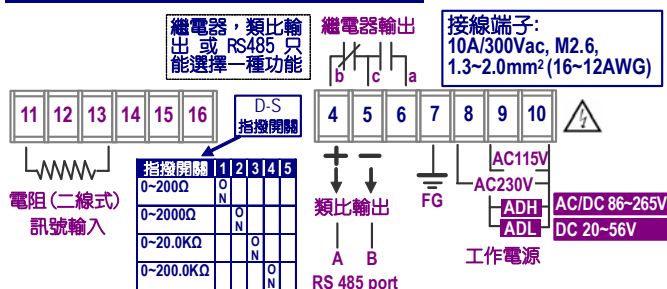 繼電器，類比輸
出 或 RS485 只
能選擇一種功能
繼電器輸出
b c a
接線端子:
10A/300Vac, M2.6,
1.3~2.0mm² (16~12AWG)
11 12 13 14 15 16
D-S
指撥開關
4 5 6 7 8 9 10
電阻(二線式)
訊號輸入
指撥開關 1 2 3 4 5
0~200Ω ON
0~2000Ω ON
0~20.0KΩ ON
0~200.0KΩ ON
+ −
類比輸出
A B
RS 485 port
FG
AC115V
AC230V
ADH AC/DC 86~265V
ADL DC 20~56V
工作電源